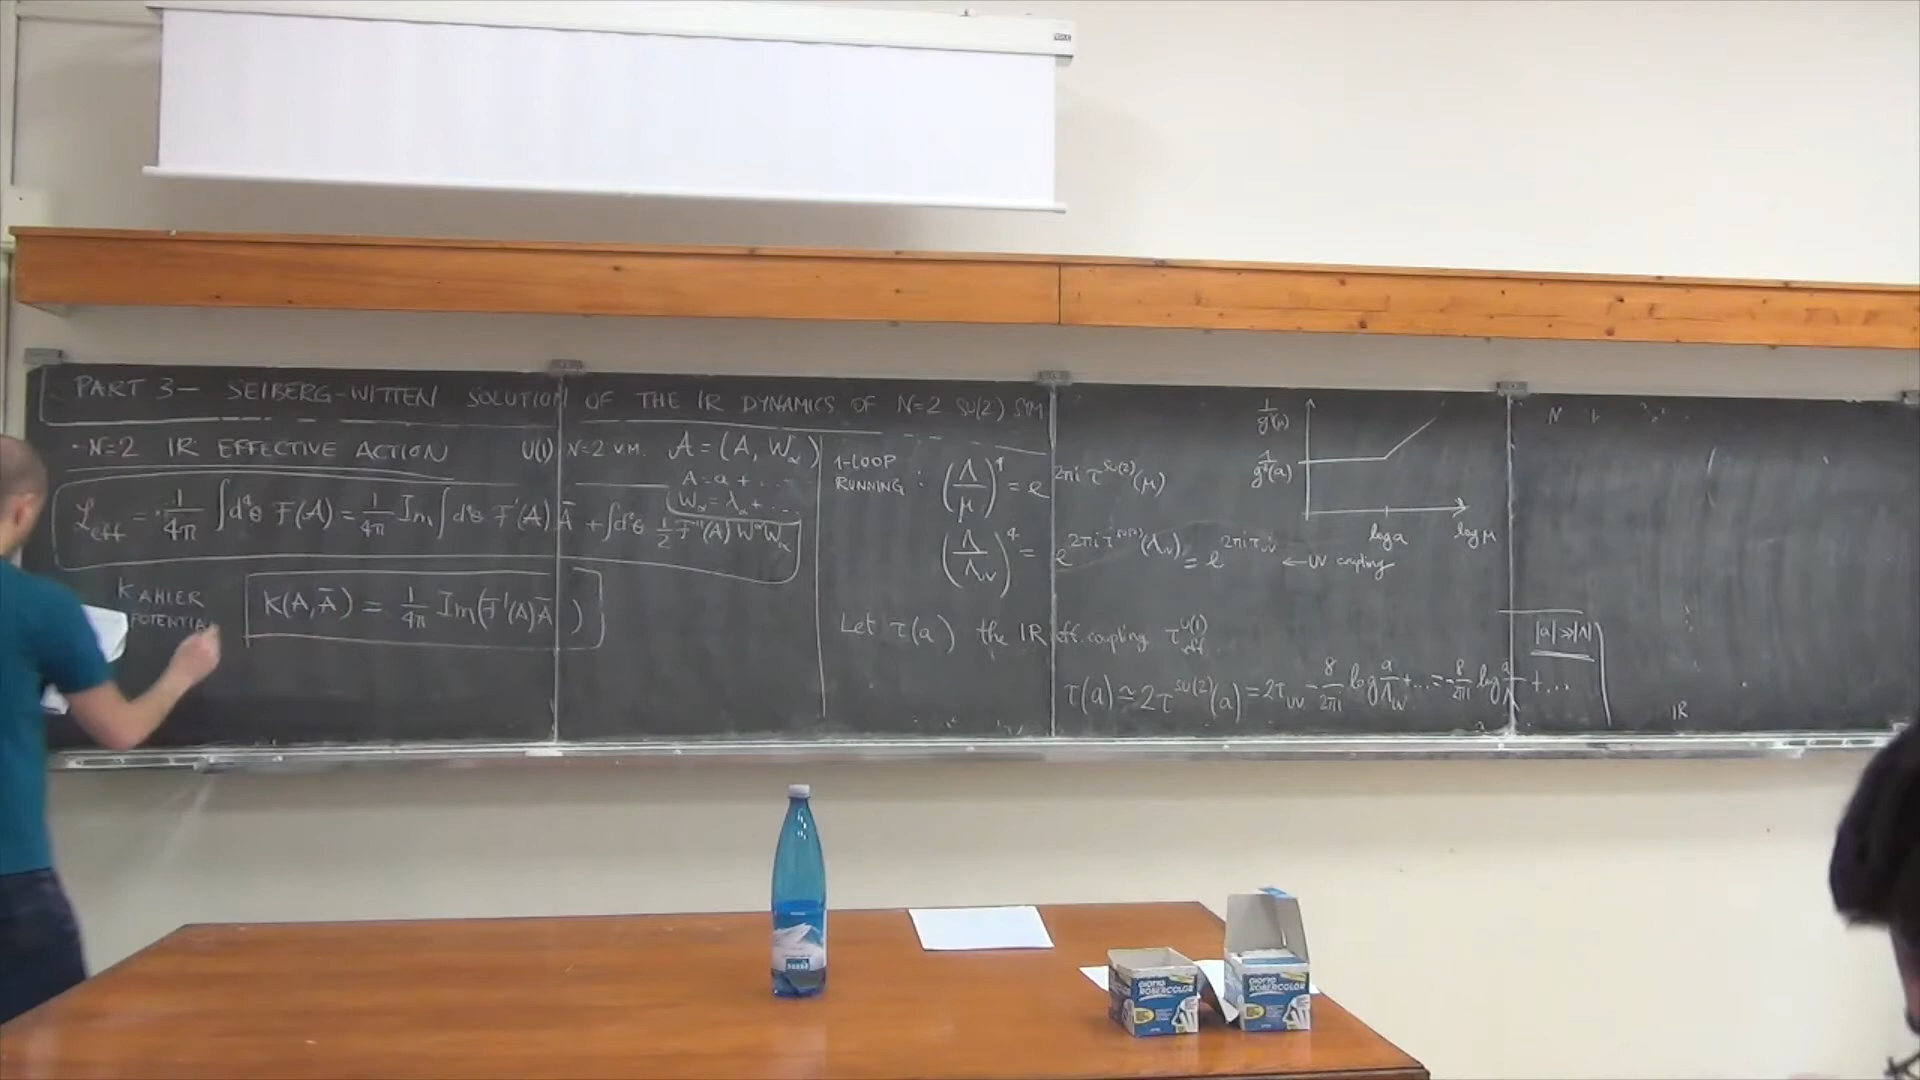 PART 3 — SEIBERG-WITTEN SOLUTION OF THE IR DYNAMICS OF N=2 SU(2) SYM
· N=2 IR EFFECTIVE ACTION
U(1) N=2 V.M. 𝒜 = (A, W_α)
A = a + ...
W_α = λ_α + ...
ℒ_eff = 1/4π ∫d⁴θ F(𝒜) = 1/4π Im ∫d⁴θ F'(A) Ā + ∫d²θ 1/2 F''(A) W^α W_α
KAHLER POTENTIAL
K(A, Ā) = 1/4π Im(F'(A) Ā)
1-LOOP RUNNING : (Λ/μ)⁴ = e^{2πi τ^{SU(2)}(μ)}
(Λ/Λ_UV)⁴ = e^{2πi τ^{SU(2)}(Λ_UV)} = e^{2πi τ_UV} ← UV coupling
Let τ(a) the IR eff. coupling τ_eff^{U(1)}
τ(a) ≃ 2τ^{SU(2)}(a) = 2τ_UV - 8/2πi log a/Λ_UV + ... = -8/2πi log a/Λ + ...
1/g²(μ)
1/g²(a)
log a
log μ
|a| ≫ |Λ|
IR
GIOTTO
ROBERCOLOR
GIOTTO
ROBERCOLOR